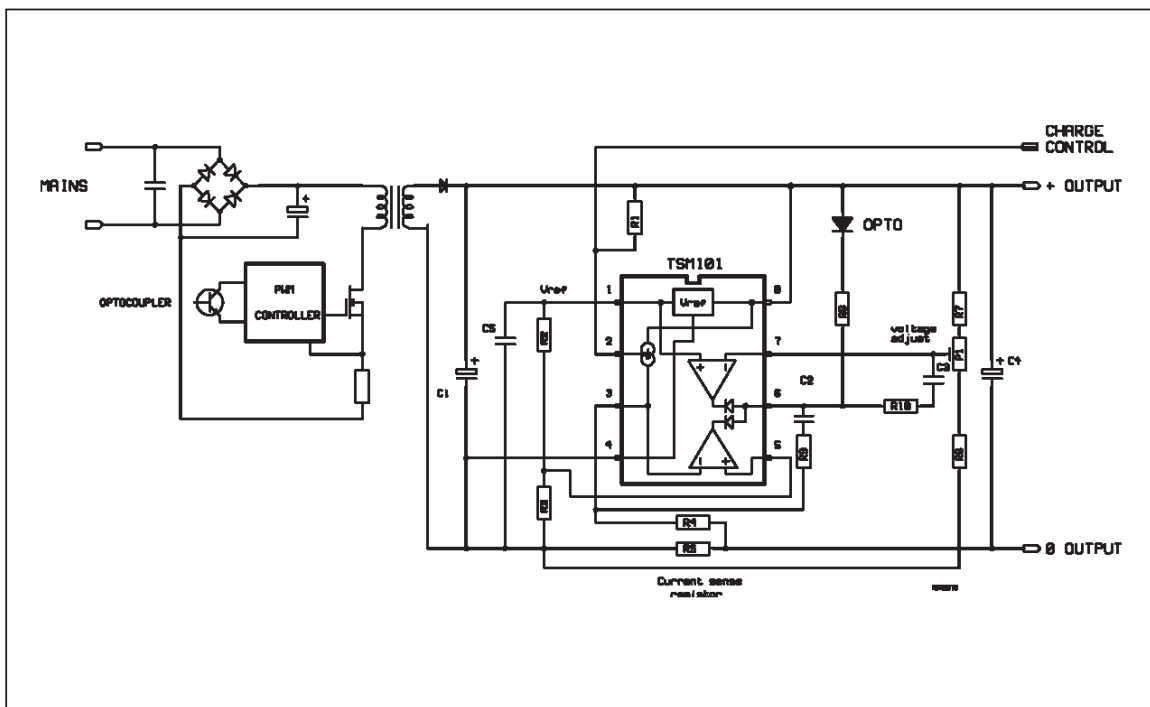 CHARGE
CONTROL
MAINS
+ OUTPUT
R1
OPTO
TSM101
OPTOCOUPLER
PWM
CONTROLLER
Vref
1
Vref
8
R7
C5
R2
voltage
adjust
2
7
P1
+
+
-
C3
+ C4
C1
3
C2
6
R10
4
5
-
+
R9
R3
R4
R5
0 OUTPUT
Current sense
resistor